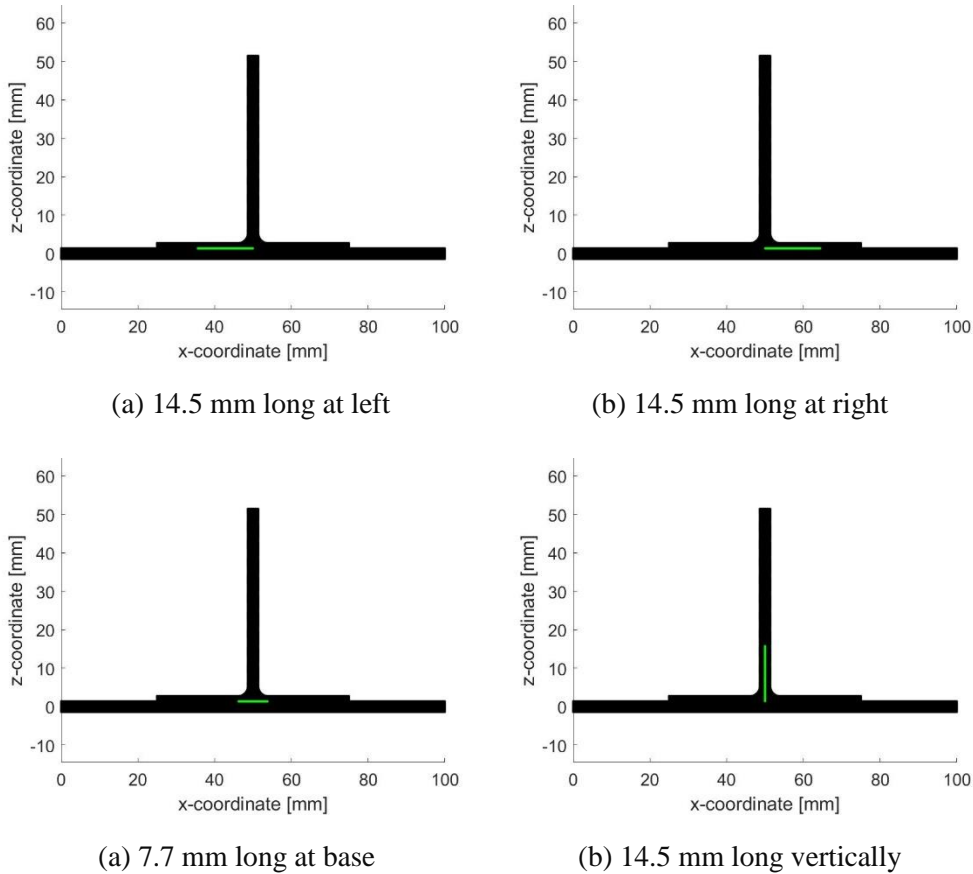 60
50
40
30
20
10
0
-10
z-coordinate [mm]
0 20 40 60 80 100
x-coordinate [mm]
(a) 14.5 mm long at left
60
50
40
30
20
10
0
-10
z-coordinate [mm]
0 20 40 60 80 100
x-coordinate [mm]
(b) 14.5 mm long at right
60
50
40
30
20
10
0
-10
z-coordinate [mm]
0 20 40 60 80 100
x-coordinate [mm]
(a) 7.7 mm long at base
60
50
40
30
20
10
0
-10
z-coordinate [mm]
0 20 40 60 80 100
x-coordinate [mm]
(b) 14.5 mm long vertically